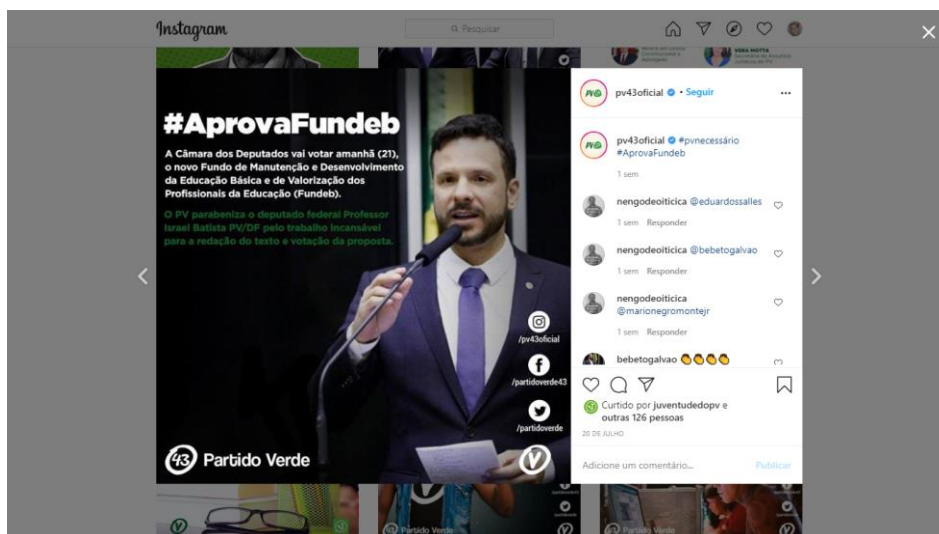 Instagram
Pesquisar
VERA MOTTA
#AprovaFundeb
A Câmara dos Deputados vai votar amanhã (21),
o novo Fundo de Manutenção e Desenvolvimento
da Educação Básica e de Valorização dos
Profissionais da Educação (Fundeb).
O PV parabeniza o deputado federal Professor
Israel Batista PV/DF pelo trabalho incansável
para a redação do texto e votação da proposta.
/pv43oficial
/partidoverde43
/partidoverde
43 Partido Verde
V
pv43oficial • Seguir
pv43oficial #pvnecessário
#AprovaFundeb
1 sem
nengodeoiticica @eduardossalles
1 sem Responder
nengodeoiticica @bebetogalvao
1 sem Responder
nengodeoiticica
@marionegromontejr
1 sem Responder
bebetogalvao 👏👏👏👏
Curtido por juventudedopv e
outras 126 pessoas
20 DE JULHO
Adicione um comentário...
Publicar
Partido Verde
Partido Verde